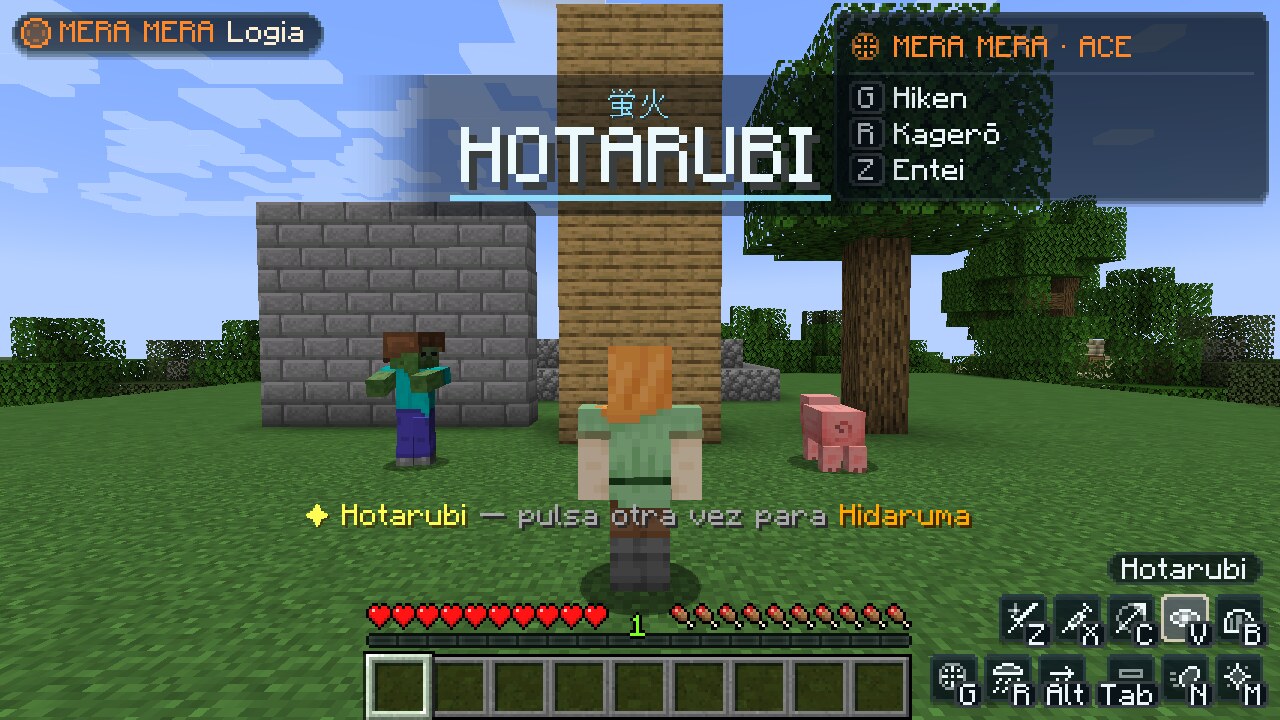 MERA MERA Logia
MERA MERA · ACE
G Hiken
R Kagerō
Z Entei
蛍火
HOTARUBI
Hotarubi — pulsa otra vez para Hidaruma
Hotarubi
Z X C V B
1
G R Alt Tab N M